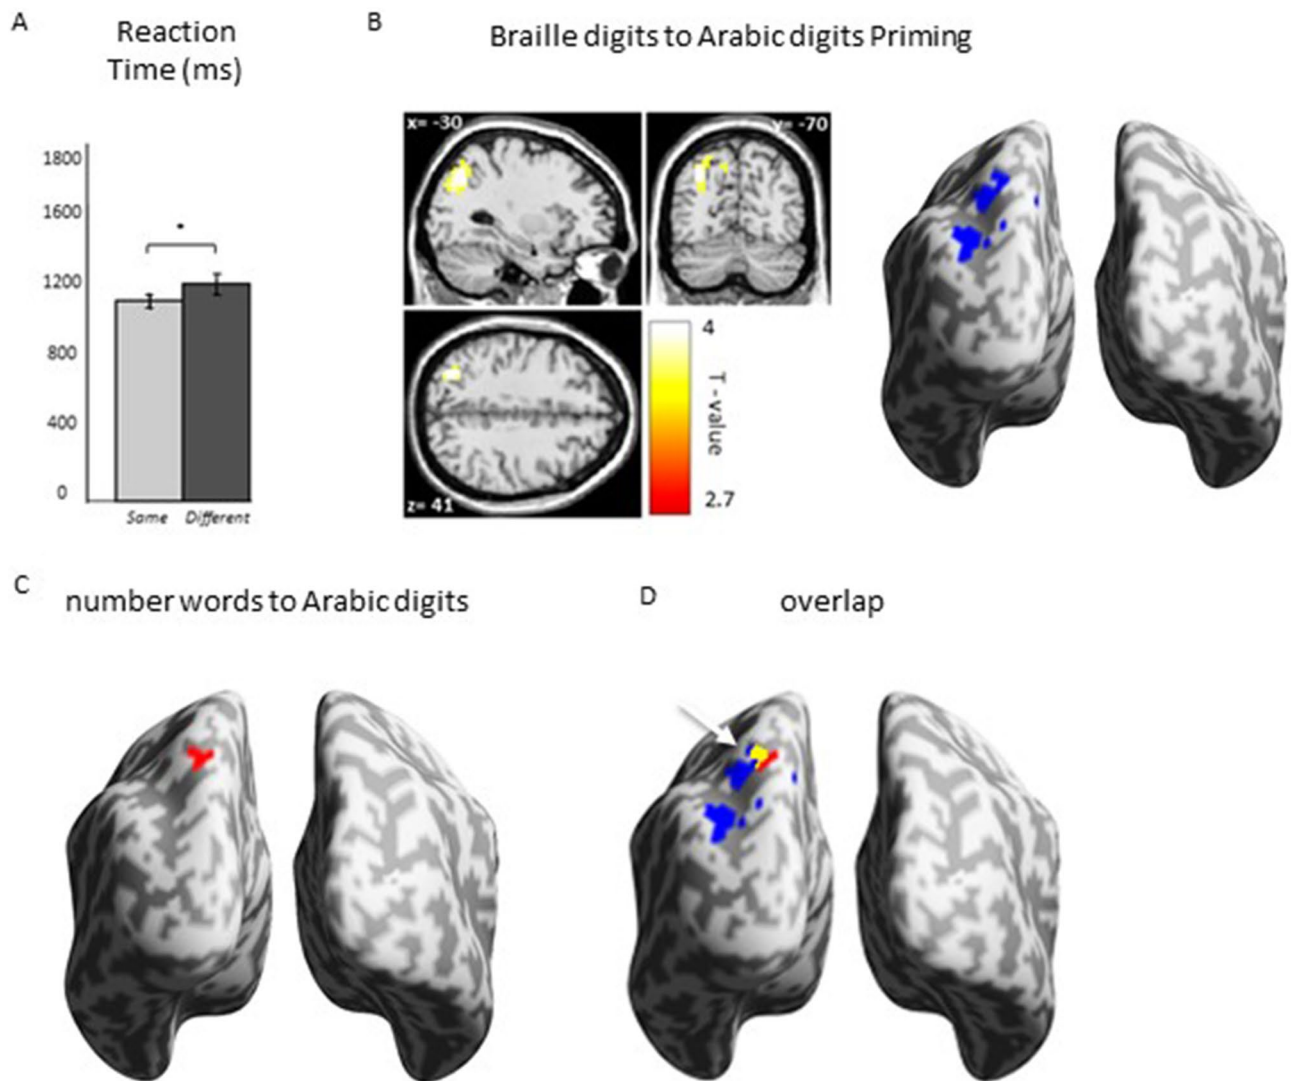 A
Reaction
Time (ms)
1800
1600
1200
800
400
0
*
Same Different
B
Braille digits to Arabic digits Priming
x= -30
y= -70
z= 41
4
T - value
2.7
C
number words to Arabic digits
D
overlap